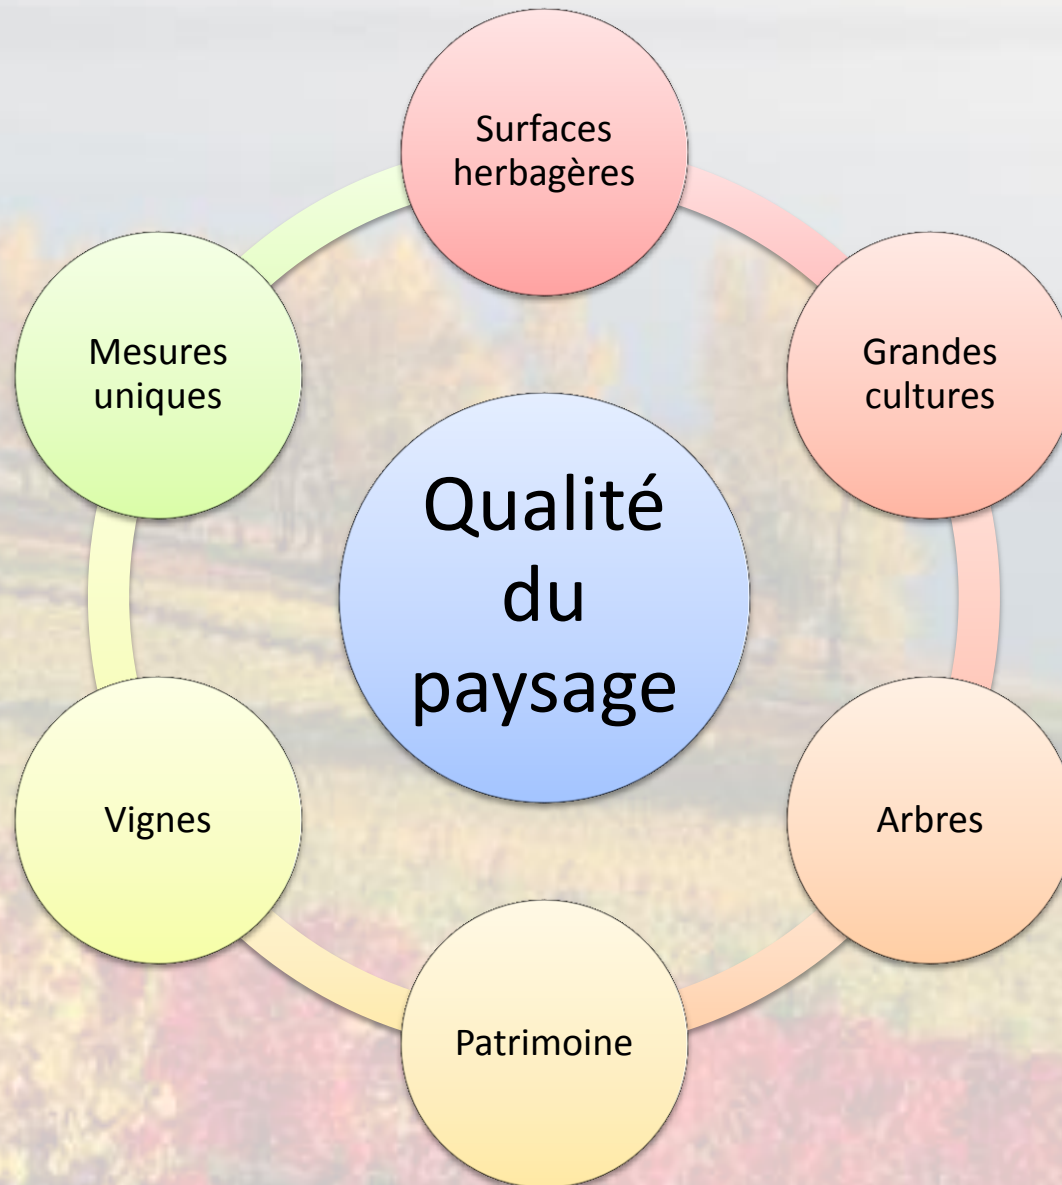 Surfaces
herbagères
Grandes
cultures
Arbres
Patrimoine
Vignes
Mesures
uniques
Qualité
du
paysage